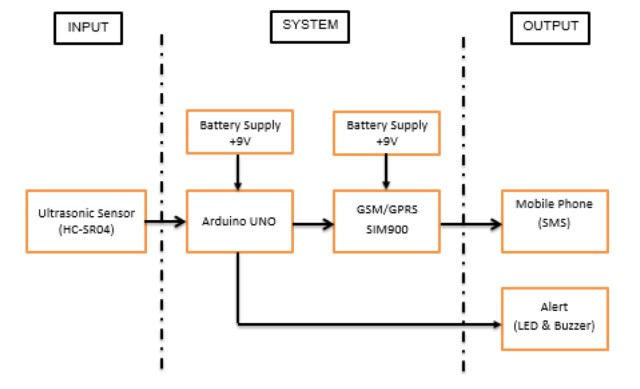 INPUT
SYSTEM
OUTPUT
Battery Supply
+9V
Battery Supply
+9V
Ultrasonic Sensor
(HC-SR04)
Arduino UNO
GSM/GPRS
SIM900
Mobile Phone
(SMS)
Alert
(LED & Buzzer)